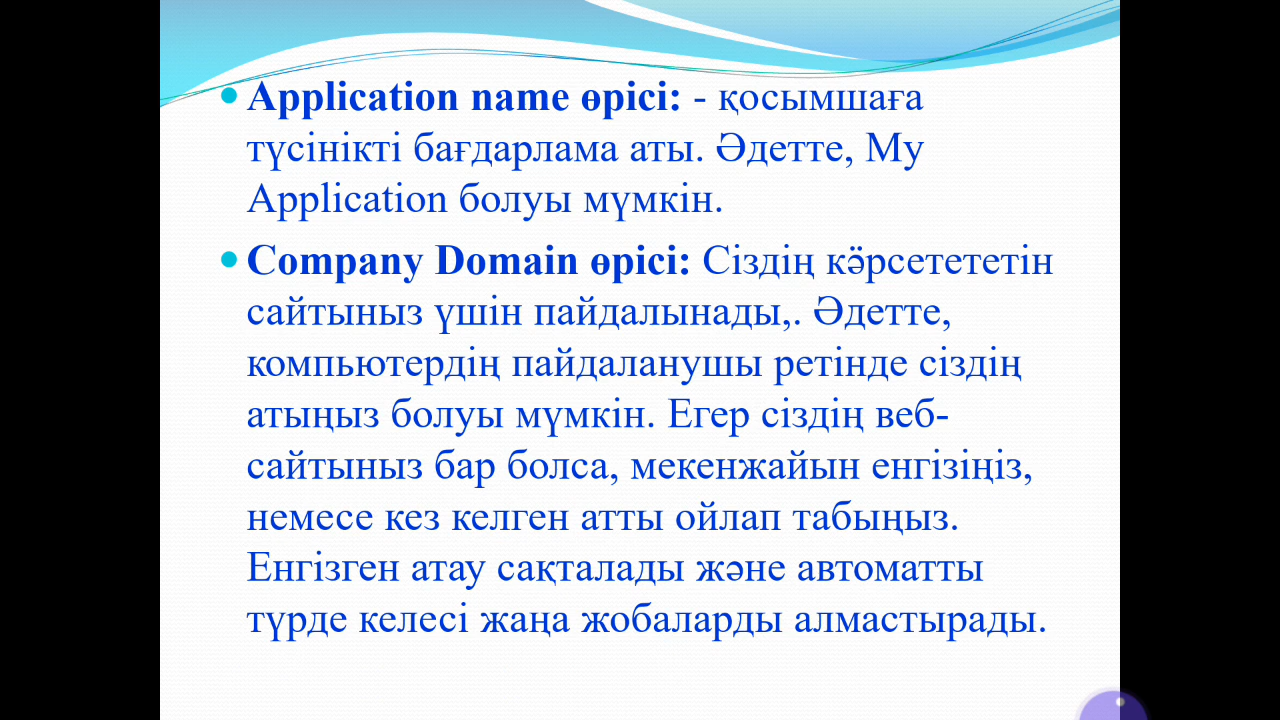 Application name өрісі: - қосымшаға
түсінікті бағдарлама аты. Әдетте, My
Application болуы мүмкін.
Company Domain өрісі: Сіздің кәрсетететін
сайтыныз үшін пайдалынады,. Әдетте,
компьютердің пайдаланушы ретінде сіздің
атыңыз болуы мүмкін. Егер сіздің веб-
сайтыныз бар болса, мекенжайын енгізіңіз,
немесе кез келген атты ойлап табыңыз.
Енгізген атау сақталады және автоматты
түрде келесі жаңа жобаларды алмастырады.